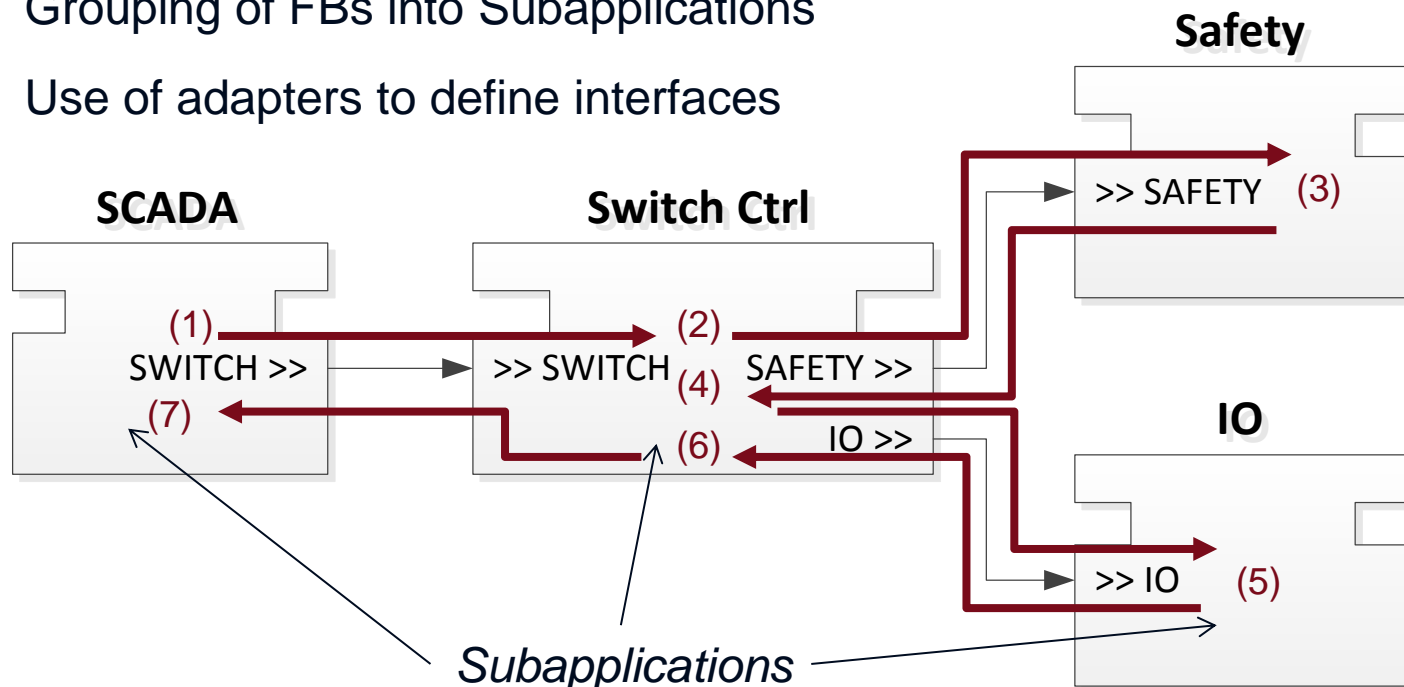 Grouping of FBs into Subapplications
Use of adapters to define interfaces
Safety
>> SAFETY
(3)
SCADA
Switch Ctrl
(1)
SWITCH >>
(7)
(2)
>> SWITCH
SAFETY >>
(4)
IO >>
(6)
IO
>> IO
(5)
Subapplications